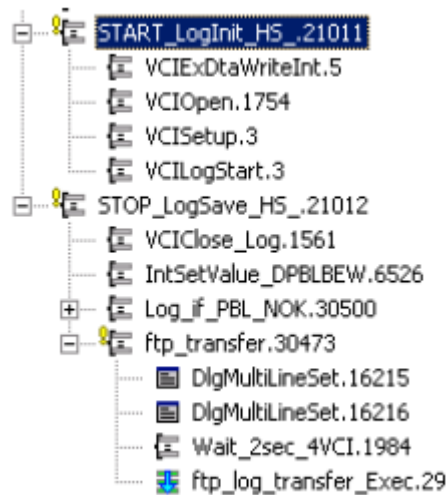 START_LogInit_HS_.21011
VCIExDtaWriteInt.5
VCIOpen.1754
VCISetup.3
VCILogStart.3
STOP_LogSave_HS_.21012
VCIClose_Log.1561
IntSetValue_DPBLBEW.6526
Log_if_PBL_NOK.30500
ftp_transfer.30473
DlgMultiLineSet.16215
DlgMultiLineSet.16216
Wait_2sec_4VCI.1984
ftp_log_transfer_Exec.29